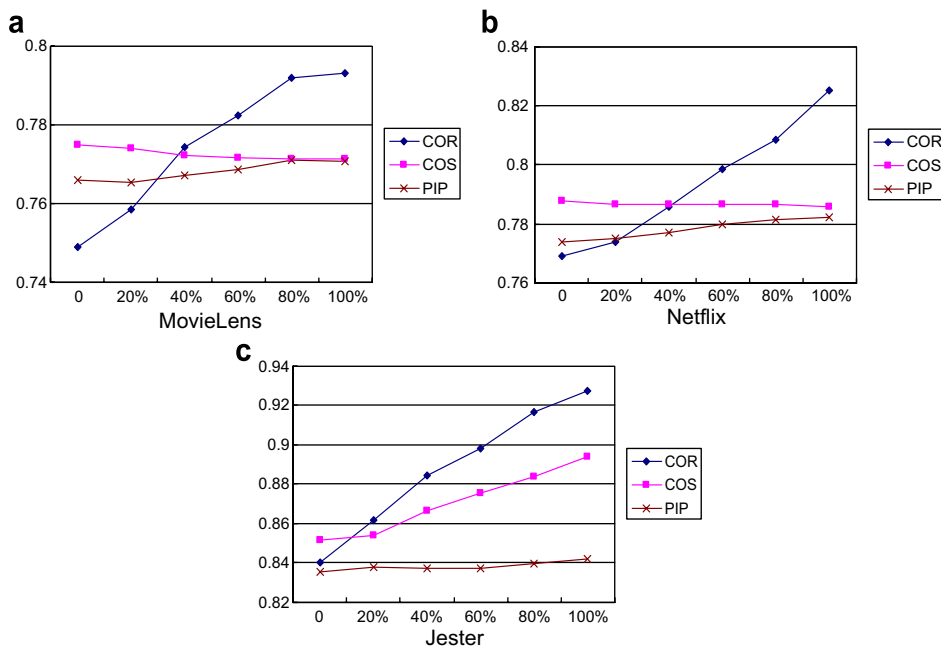 a
0.8
0.78
0.76
0.74
0 20% 40% 60% 80% 100%
MovieLens
COR
COS
PIP
b
0.84
0.82
0.8
0.78
0.76
0 20% 40% 60% 80% 100%
Netflix
COR
COS
PIP
c
0.94
0.92
0.9
0.88
0.86
0.84
0.82
0 20% 40% 60% 80% 100%
Jester
COR
COS
PIP